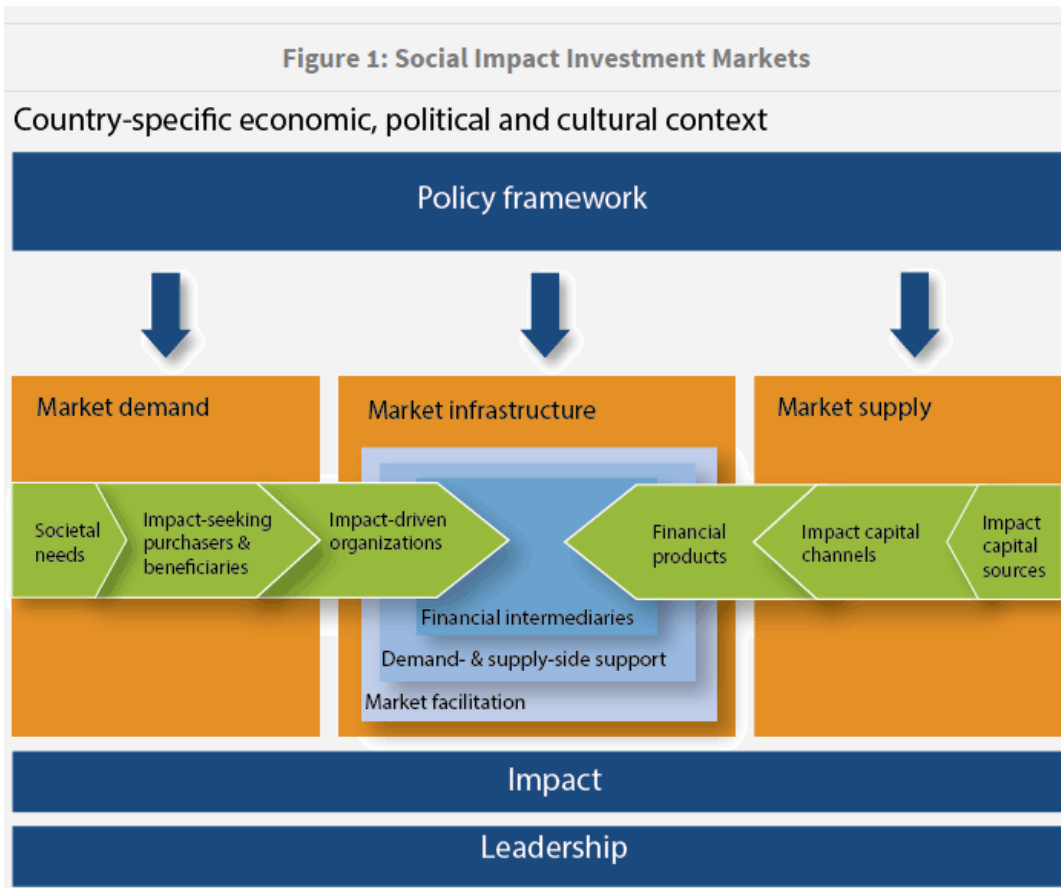 Figure 1: Social Impact Investment Markets
Country-specific economic, political and cultural context
Policy framework
Market demand
Market infrastructure
Market supply
Societal
needs
Impact-seeking
purchasers &
beneficiaries
Impact-driven
organizations
Financial
products
Impact capital
channels
Impact
capital
sources
Financial intermediaries
Demand- & supply-side support
Market facilitation
Impact
Leadership